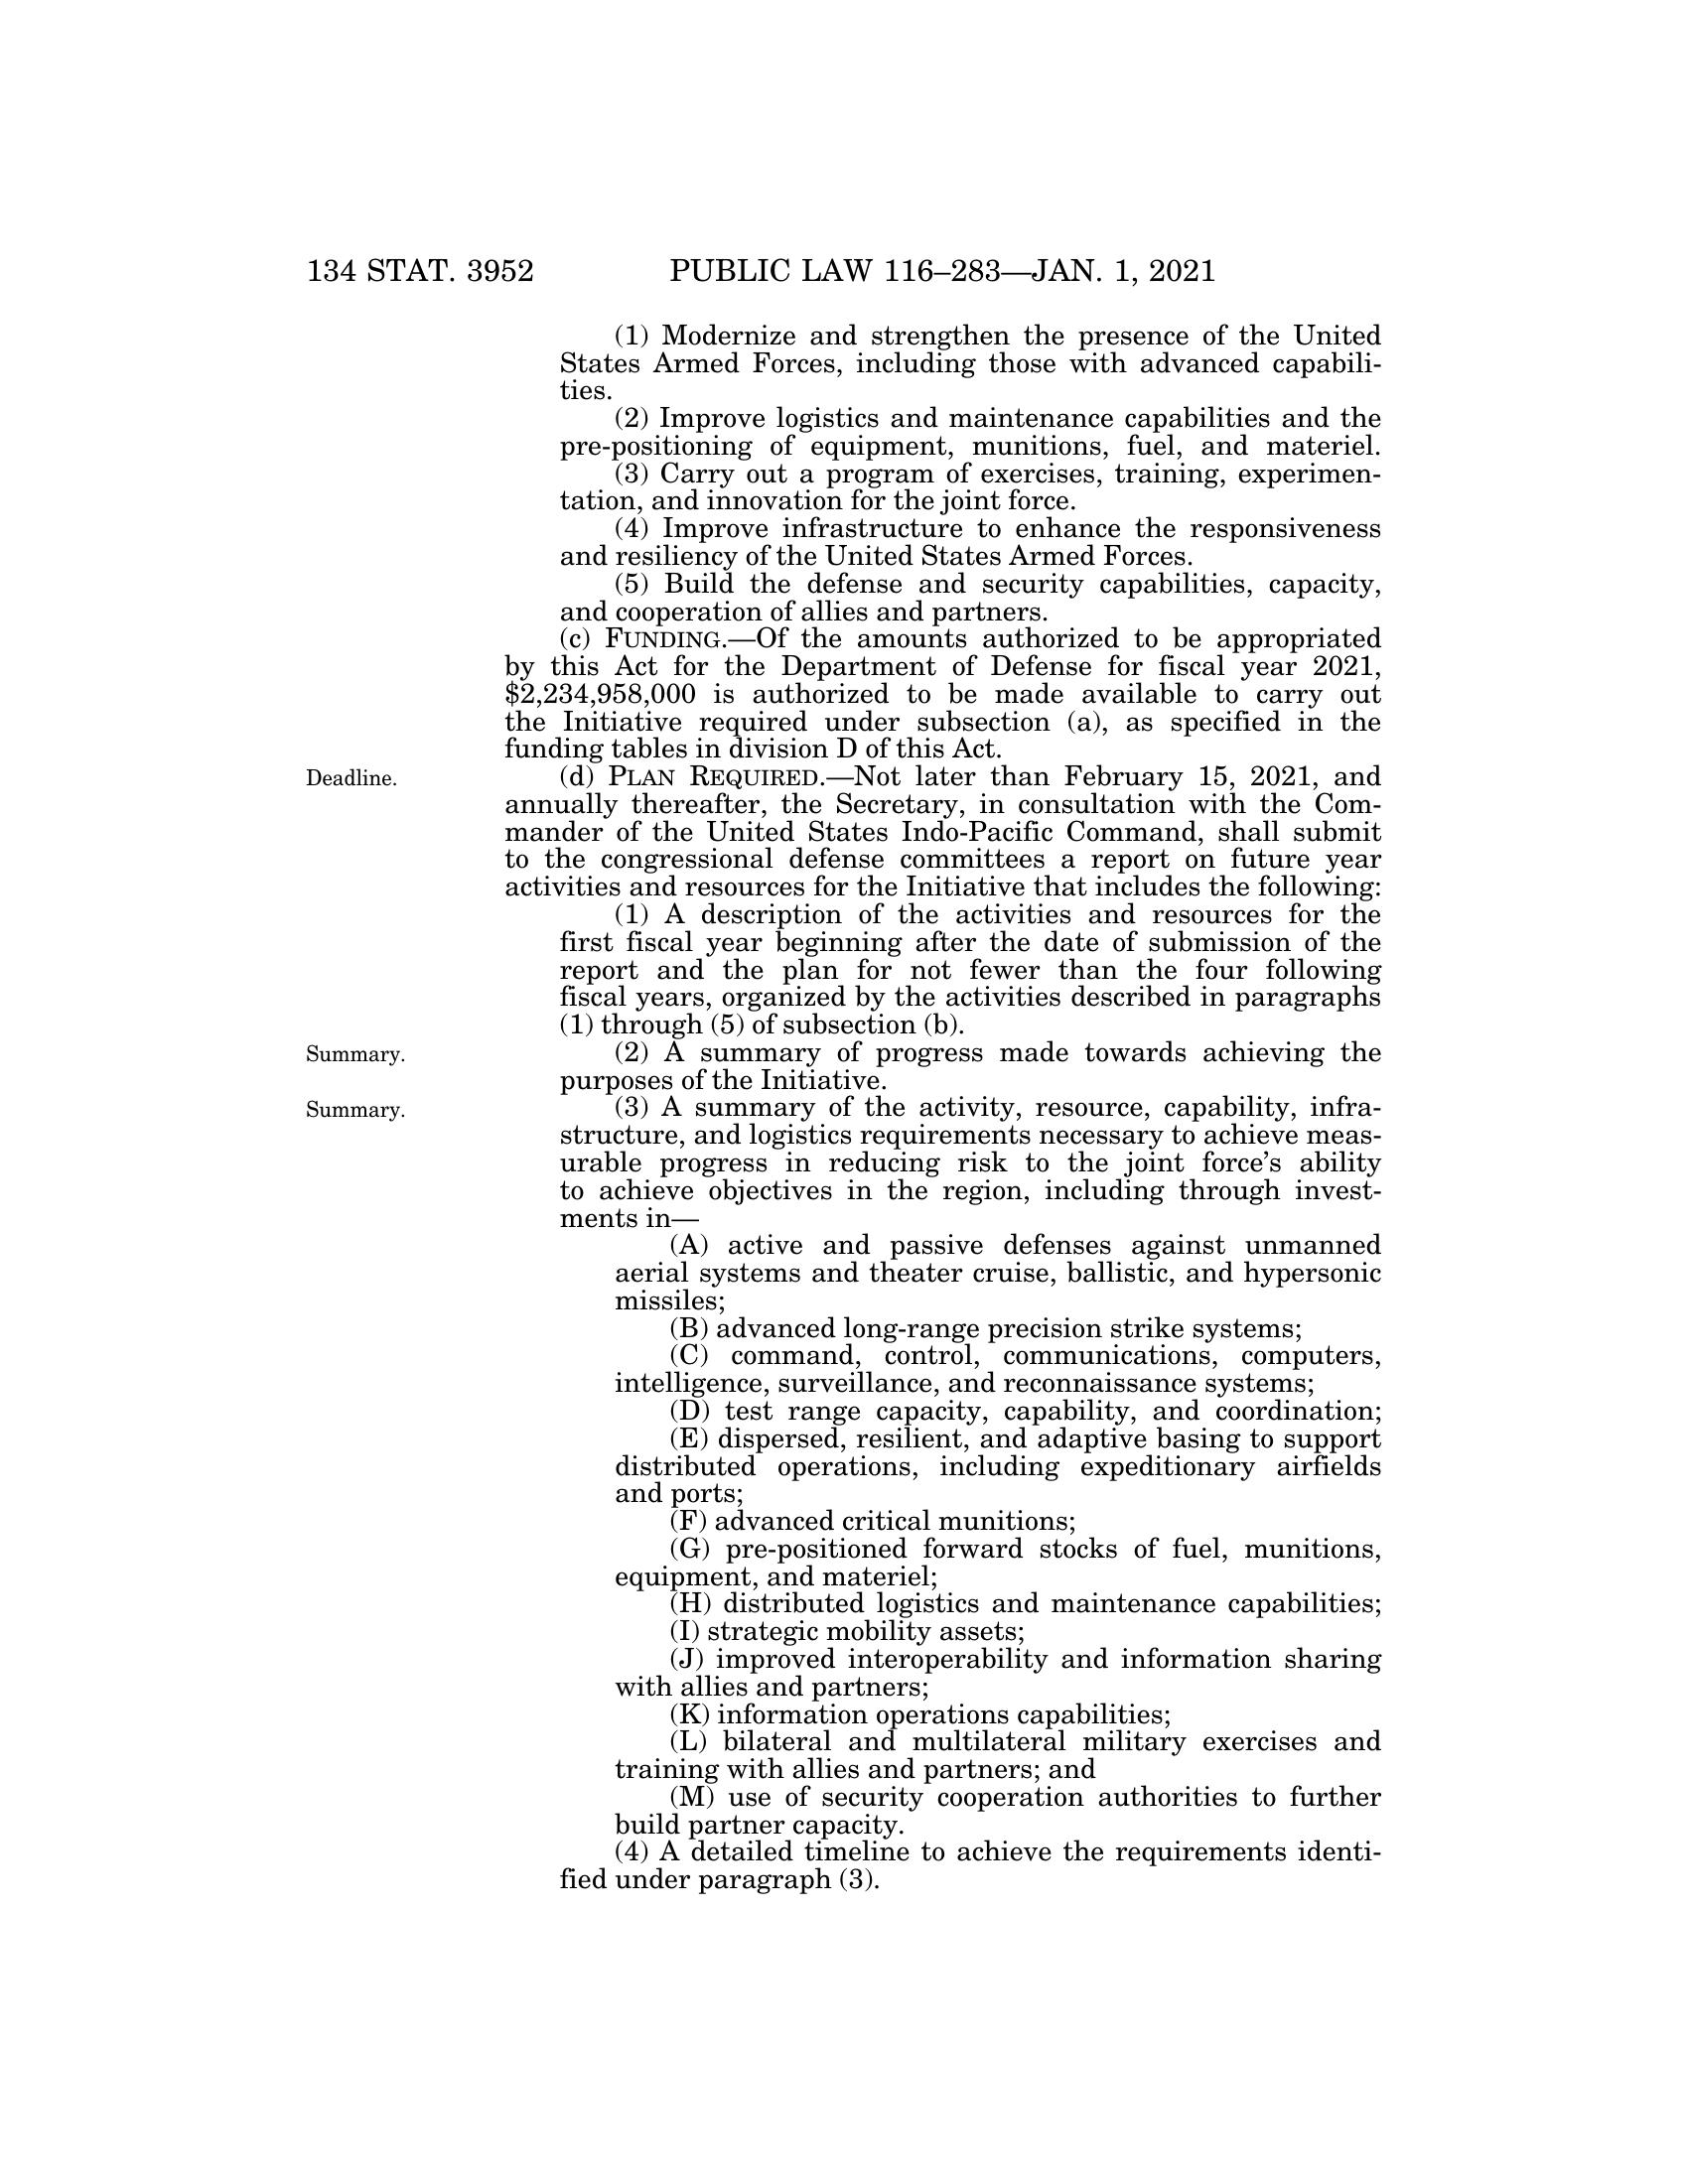 134 STAT. 3952
PUBLIC LAW 116–283—JAN. 1, 2021
(1) Modernize and strengthen the presence of the United
States Armed Forces, including those with advanced capabili-
ties.
(2) Improve logistics and maintenance capabilities and the
pre-positioning of equipment, munitions, fuel, and materiel.
(3) Carry out a program of exercises, training, experimen-
tation, and innovation for the joint force.
(4) Improve infrastructure to enhance the responsiveness
and resiliency of the United States Armed Forces.
(5) Build the defense and security capabilities, capacity,
and cooperation of allies and partners.
(c) FUNDING.—Of the amounts authorized to be appropriated
by this Act for the Department of Defense for fiscal year 2021,
$2,234,958,000 is authorized to be made available to carry out
the Initiative required under subsection (a), as specified in the
funding tables in division D of this Act.
Deadline.
(d) PLAN REQUIRED.—Not later than February 15, 2021, and
annually thereafter, the Secretary, in consultation with the Com-
mander of the United States Indo-Pacific Command, shall submit
to the congressional defense committees a report on future year
activities and resources for the Initiative that includes the following:
(1) A description of the activities and resources for the
first fiscal year beginning after the date of submission of the
report and the plan for not fewer than the four following
fiscal years, organized by the activities described in paragraphs
(1) through (5) of subsection (b).
Summary.
(2) A summary of progress made towards achieving the
purposes of the Initiative.
Summary.
(3) A summary of the activity, resource, capability, infra-
structure, and logistics requirements necessary to achieve meas-
urable progress in reducing risk to the joint force's ability
to achieve objectives in the region, including through invest-
ments in—
(A) active and passive defenses against unmanned
aerial systems and theater cruise, ballistic, and hypersonic
missiles;
(B) advanced long-range precision strike systems;
(C) command, control, communications, computers,
intelligence, surveillance, and reconnaissance systems;
(D) test range capacity, capability, and coordination;
(E) dispersed, resilient, and adaptive basing to support
distributed operations, including expeditionary airfields
and ports;
(F) advanced critical munitions;
(G) pre-positioned forward stocks of fuel, munitions,
equipment, and materiel;
(H) distributed logistics and maintenance capabilities;
(I) strategic mobility assets;
(J) improved interoperability and information sharing
with allies and partners;
(K) information operations capabilities;
(L) bilateral and multilateral military exercises and
training with allies and partners; and
(M) use of security cooperation authorities to further
build partner capacity.
(4) A detailed timeline to achieve the requirements identi-
fied under paragraph (3).